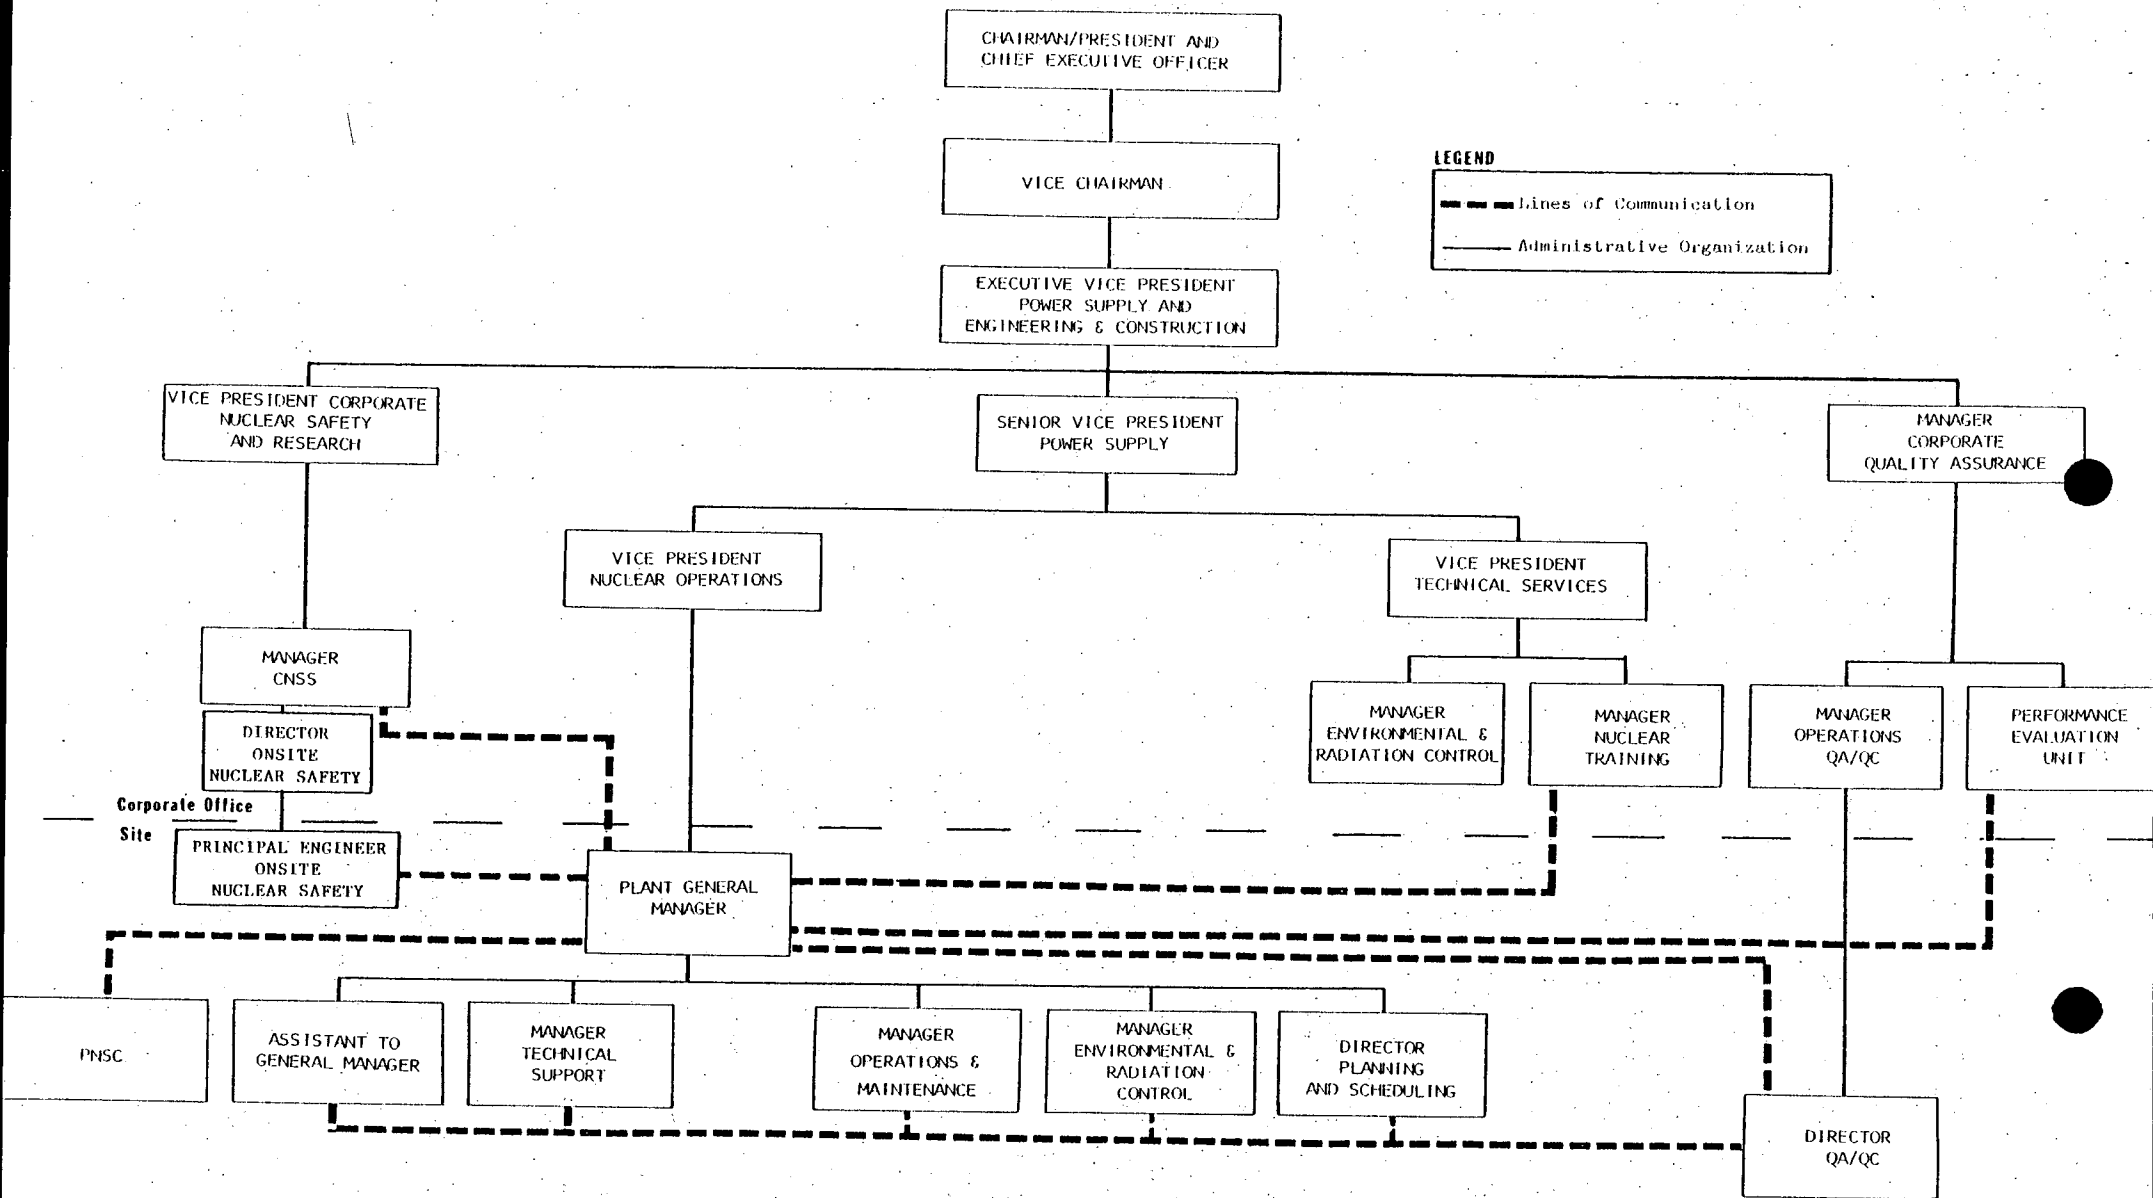 CHAIRMAN/PRESIDENT AND
CHIEF EXECUTIVE OFFICER
VICE CHAIRMAN
LEGEND
Lines of Communication
Administrative Organization
EXECUTIVE VICE PRESIDENT
POWER SUPPLY AND
ENGINEERING & CONSTRUCTION
VICE PRESIDENT CORPORATE
NUCLEAR SAFETY
AND RESEARCH
SENIOR VICE PRESIDENT
POWER SUPPLY
MANAGER
CORPORATE
QUALITY ASSURANCE
VICE PRESIDENT
NUCLEAR OPERATIONS
VICE PRESIDENT
TECHNICAL SERVICES
MANAGER
CNSS
DIRECTOR
ONSITE
NUCLEAR SAFETY
MANAGER
ENVIRONMENTAL &
RADIATION CONTROL
MANAGER
NUCLEAR
TRAINING
MANAGER
OPERATIONS
QA/QC
PERFORMANCE
EVALUATION
UNIT
Corporate Office
Site
PRINCIPAL ENGINEER
ONSITE
NUCLEAR SAFETY
PLANT GENERAL
MANAGER
PNSC
ASSISTANT TO
GENERAL MANAGER
MANAGER
TECHNICAL
SUPPORT
MANAGER
OPERATIONS &
MAINTENANCE
MANAGER
ENVIRONMENTAL &
RADIATION
CONTROL
DIRECTOR
PLANNING
AND SCHEDULING
DIRECTOR
QA/QC